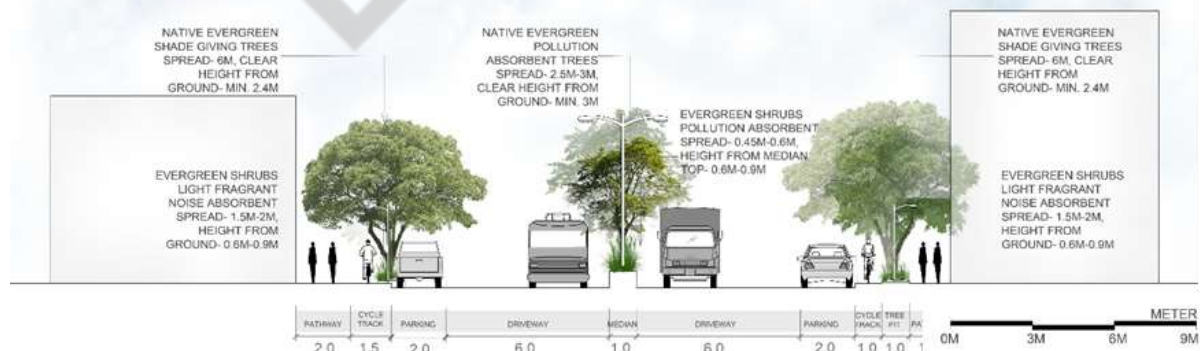 NATIVE EVERGREEN
SHADE GIVING TREES
SPREAD- 6M, CLEAR
HEIGHT FROM
GROUND- MIN. 2.4M
NATIVE EVERGREEN
POLLUTION
ABSORBENT TREES
SPREAD- 2.5M-3M,
CLEAR HEIGHT FROM
GROUND- MIN. 3M
NATIVE EVERGREEN
SHADE GIVING TREES
SPREAD- 6M, CLEAR
HEIGHT FROM
GROUND- MIN. 2.4M
EVERGREEN SHRUBS
POLLUTION ABSORBENT
SPREAD- 0.45M-0.6M,
HEIGHT FROM MEDIAN
TOP- 0.6M-0.9M
EVERGREEN SHRUBS
LIGHT FRAGRANT
NOISE ABSORBENT
SPREAD- 1.5M-2M,
HEIGHT FROM
GROUND- 0.6M-0.9M
EVERGREEN SHRUBS
LIGHT FRAGRANT
NOISE ABSORBENT
SPREAD- 1.5M-2M,
HEIGHT FROM
GROUND- 0.6M-0.9M
PATHWAY CYCLE TRACK PARKING DRIVEWAY MEDIAN DRIVEWAY PARKING CYCLE TRACK TREE PIT
2.0 1.5 2.0 6.0 1.0 6.0 2.0 1.0 1.0
METER
0M 3M 6M 9M